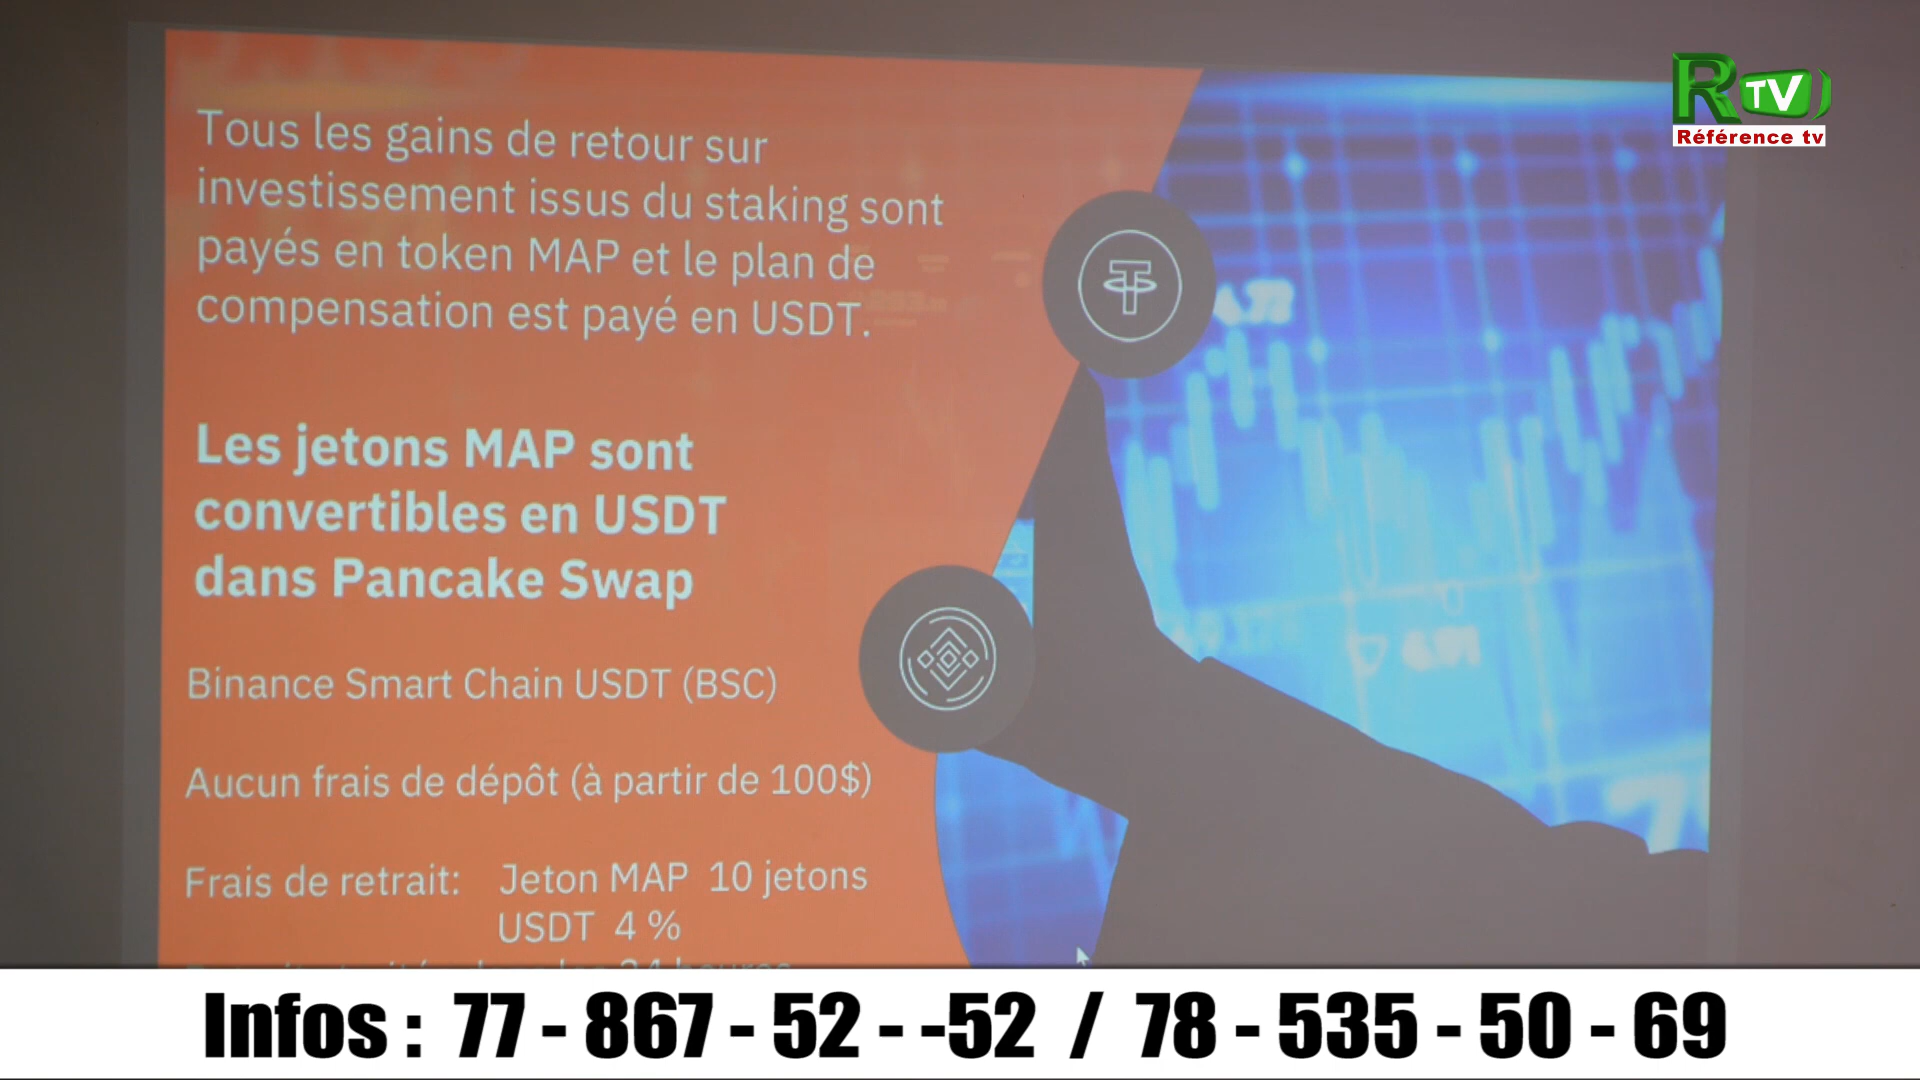 R TV
Référence tv
Tous les gains de retour sur
investissement issus du staking sont
payés en token MAP et le plan de
compensation est payé en USDT.
Les jetons MAP sont
convertibles en USDT
dans Pancake Swap
Binance Smart Chain USDT (BSC)
Aucun frais de dépôt (à partir de 100$)
Frais de retrait: Jeton MAP 10 jetons
USDT 4 %
Infos : 77 - 867 - 52 - -52 / 78 - 535 - 50 - 69